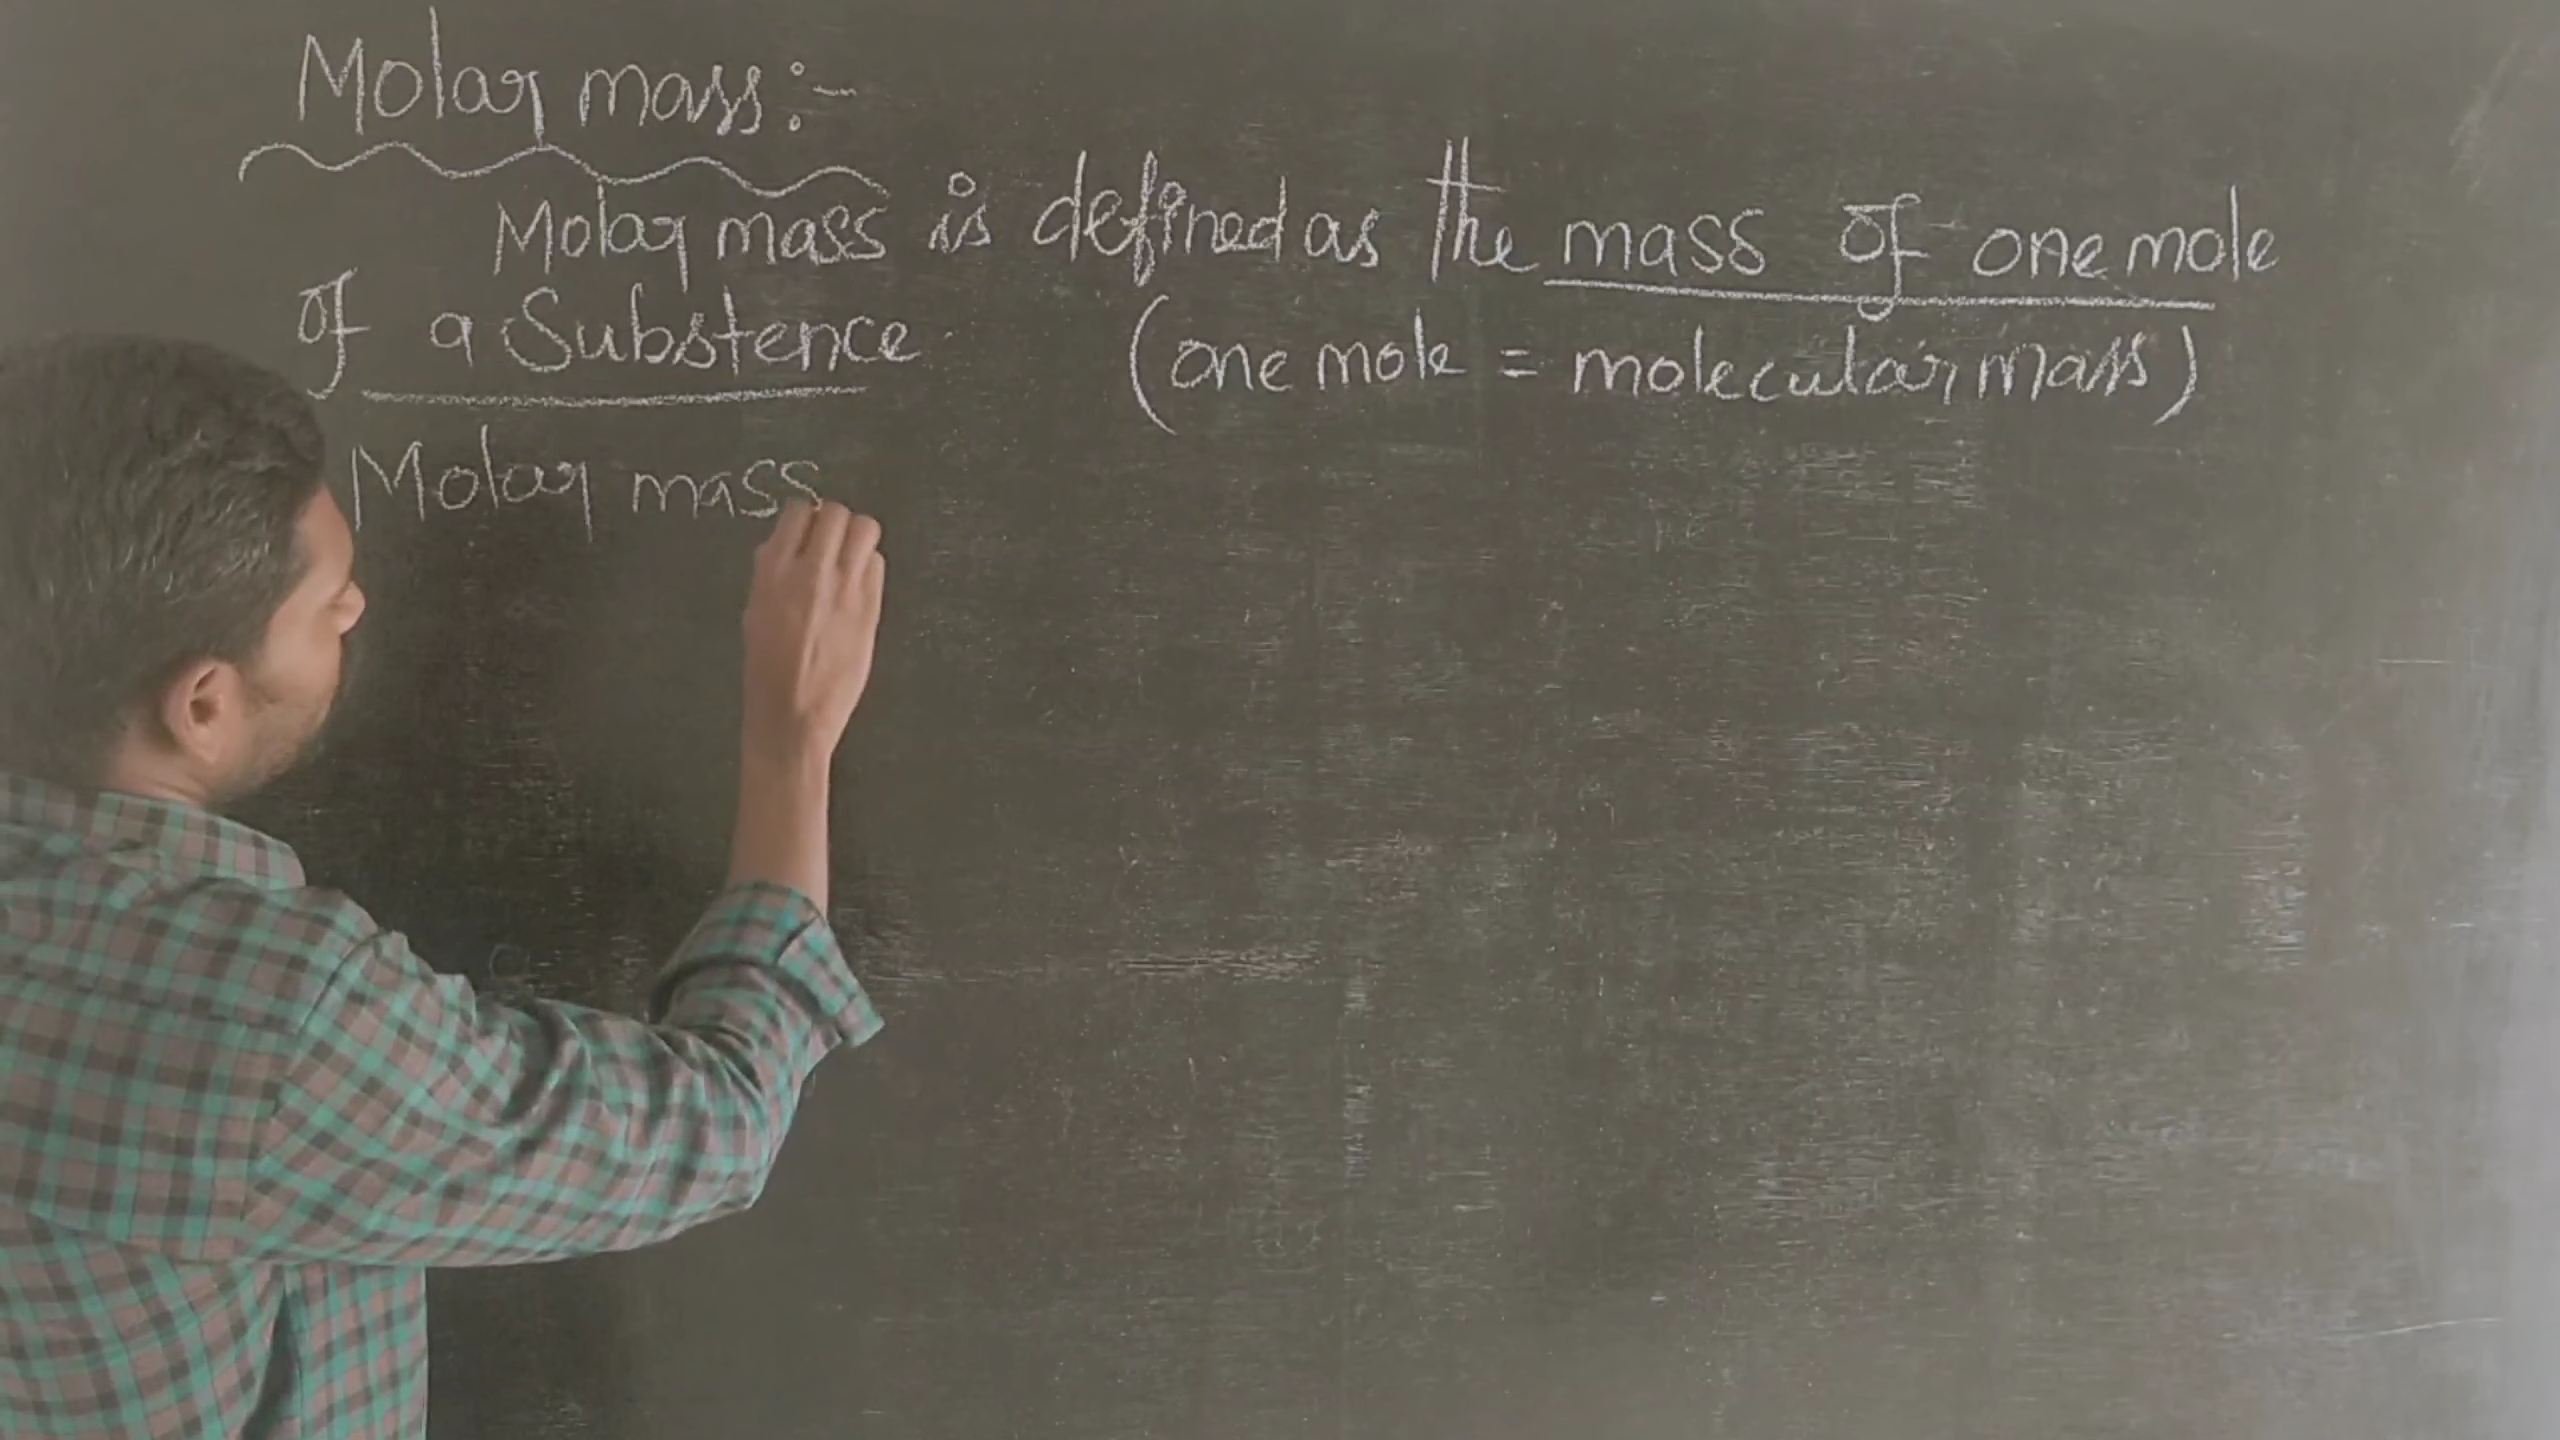 Molar mass:-
Molar mass is defined as the mass of one mole
of a Substence. (one mole = molecular mass)
Molar mass